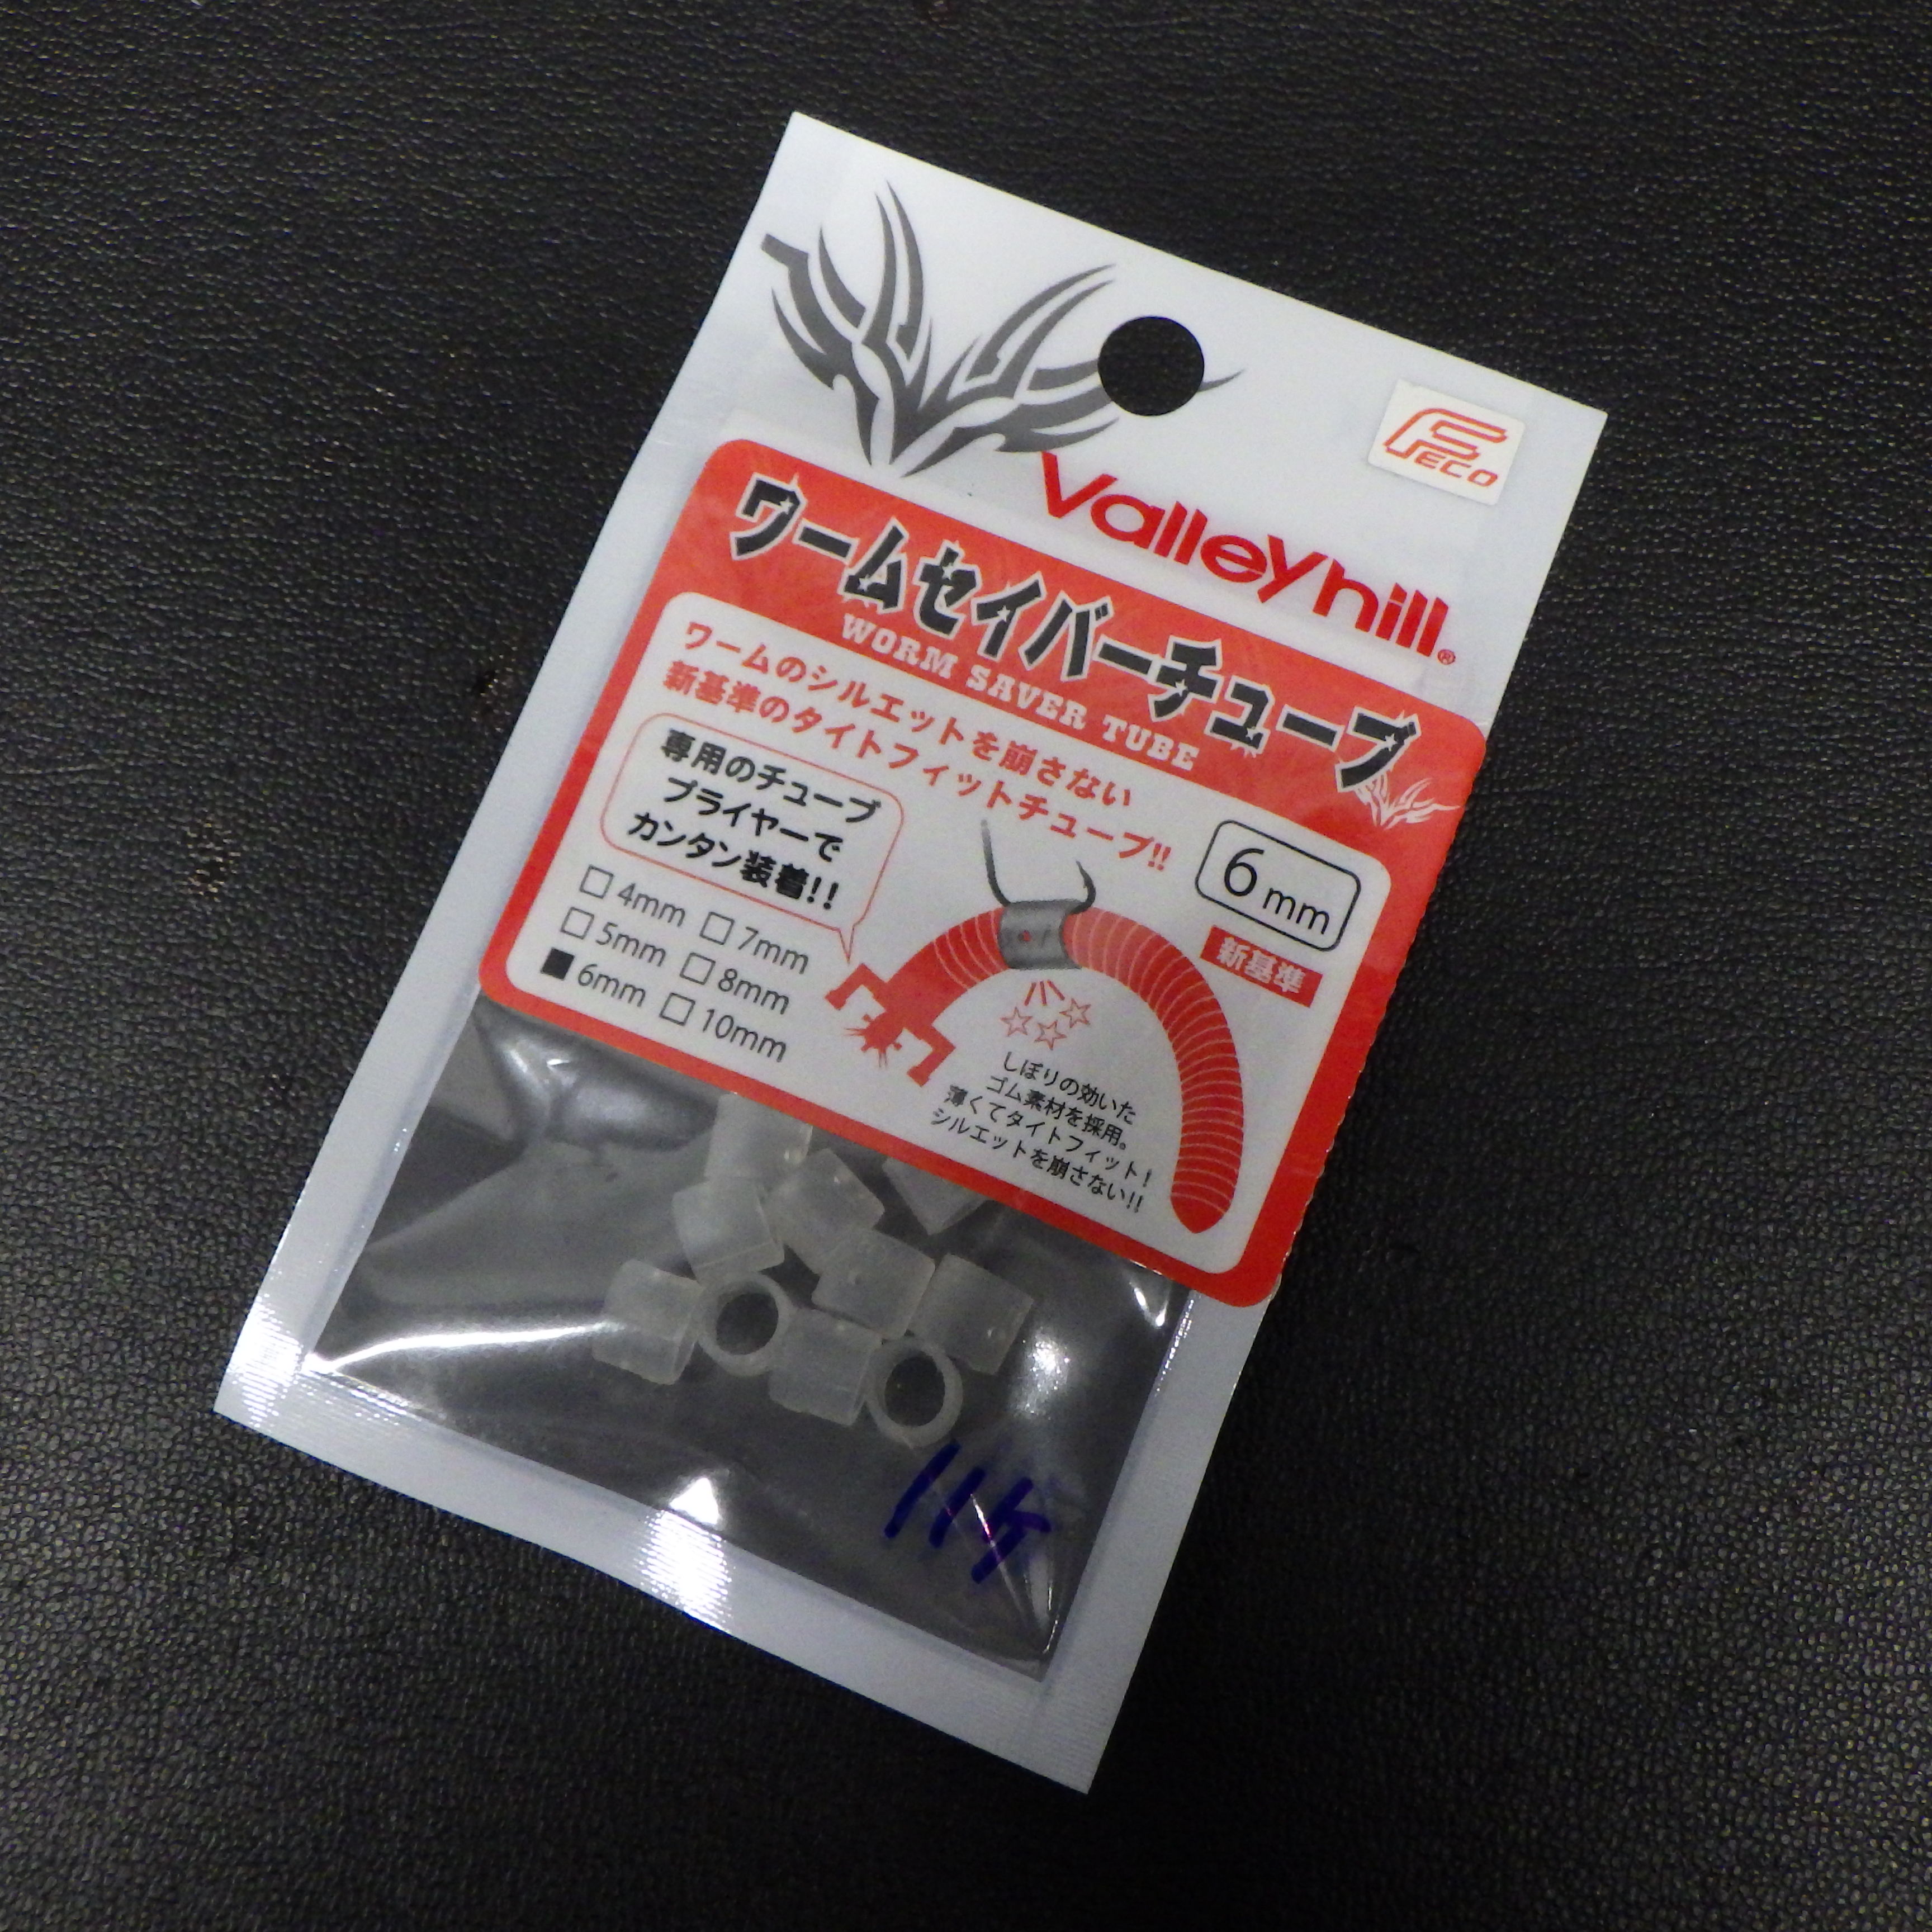 Valleyhill®
FECO
ワームセイバーチューブ
WORM SAVER TUBE
ワームのシルエットを崩さない
新基準のタイトフィットチューブ!!
専用のチューブ
プライヤーで
カンタン装着!!
6mm
新基準
□4mm □7mm
□5mm □8mm
■6mm □10mm
しぼりの効いた
ゴム素材を採用。
薄くてタイトフィット!
シルエットを崩さない!!
11ケ